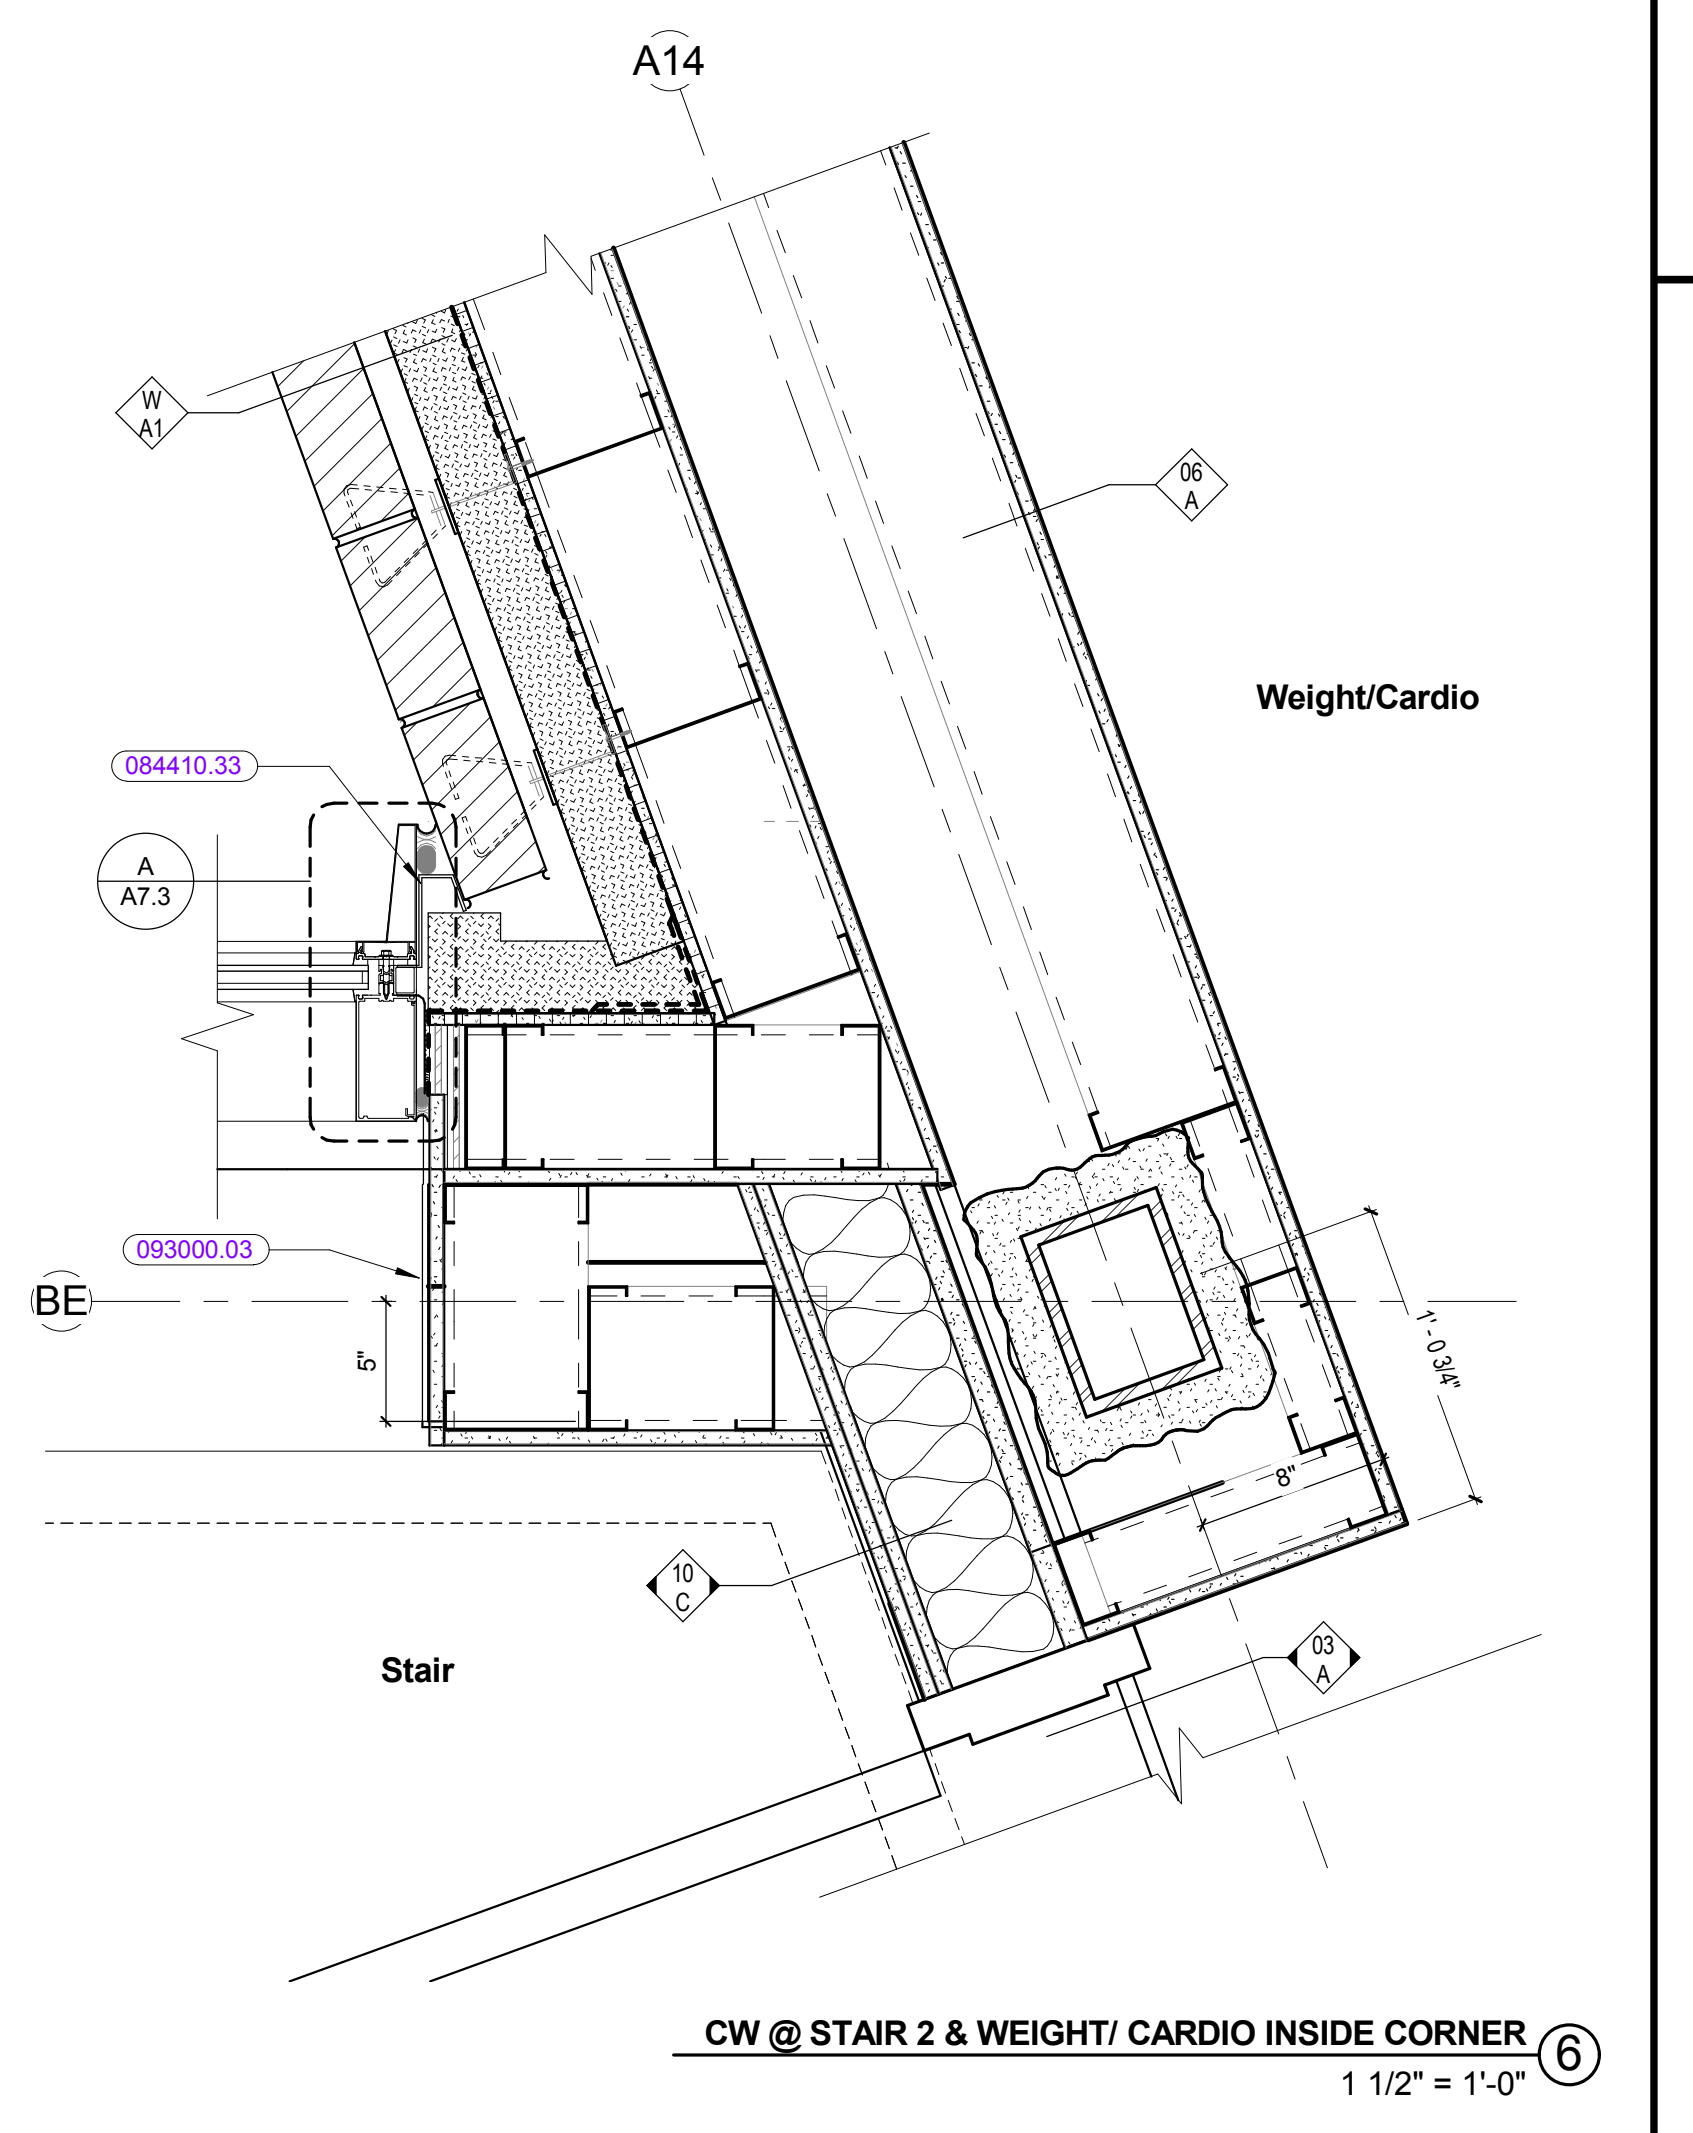 A14
W
A1
06
A
Weight/Cardio
084410.33
A
A7.3
093000.03
BE
5"
1' - 0 3/4"
8"
10
C
03
A
Stair
CW @ STAIR 2 & WEIGHT/ CARDIO INSIDE CORNER
6
1 1/2" = 1'-0"